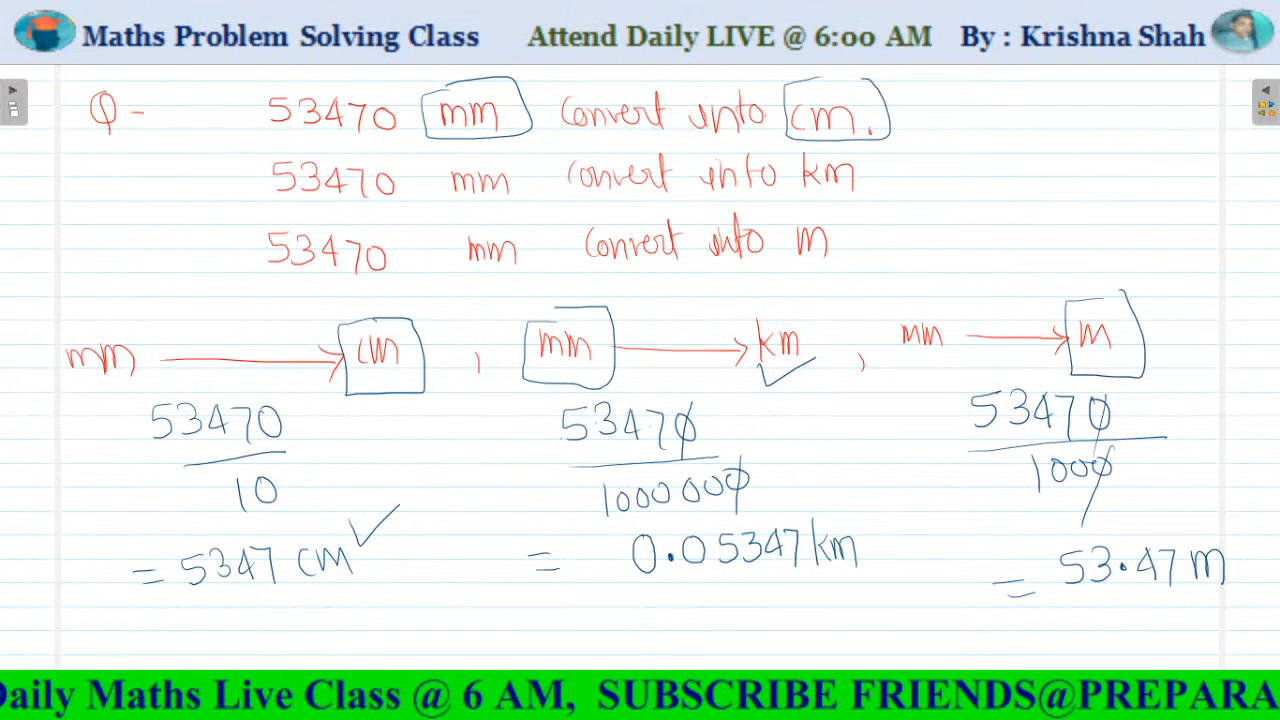 Maths Problem Solving Class Attend Daily LIVE @ 6:00 AM By : Krishna Shah
Q - 53470 mm convert into cm.
53470 mm convert into km
53470 mm convert into m
mm → cm , mm → km , mm → m
53470 53470 53470
10 1000000 1000
= 5347 cm = 0.05347 km = 53.47 m
Daily Maths Live Class @ 6 AM, SUBSCRIBE FRIENDS@PREPARA